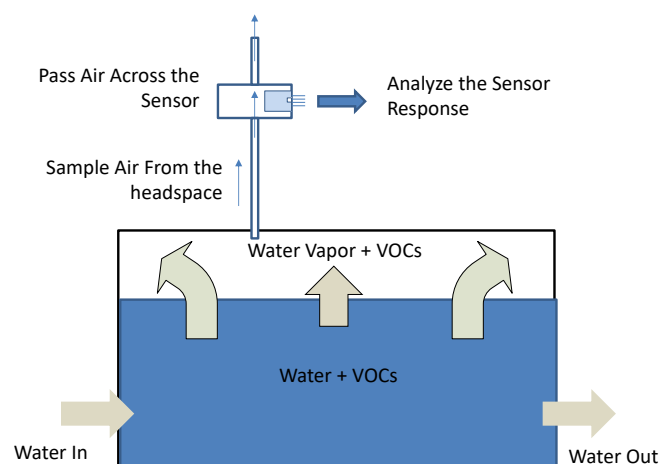 Pass Air Across the
Sensor
Analyze the Sensor
Response
Sample Air From the
headspace
Water Vapor + VOCs
Water + VOCs
Water In
Water Out